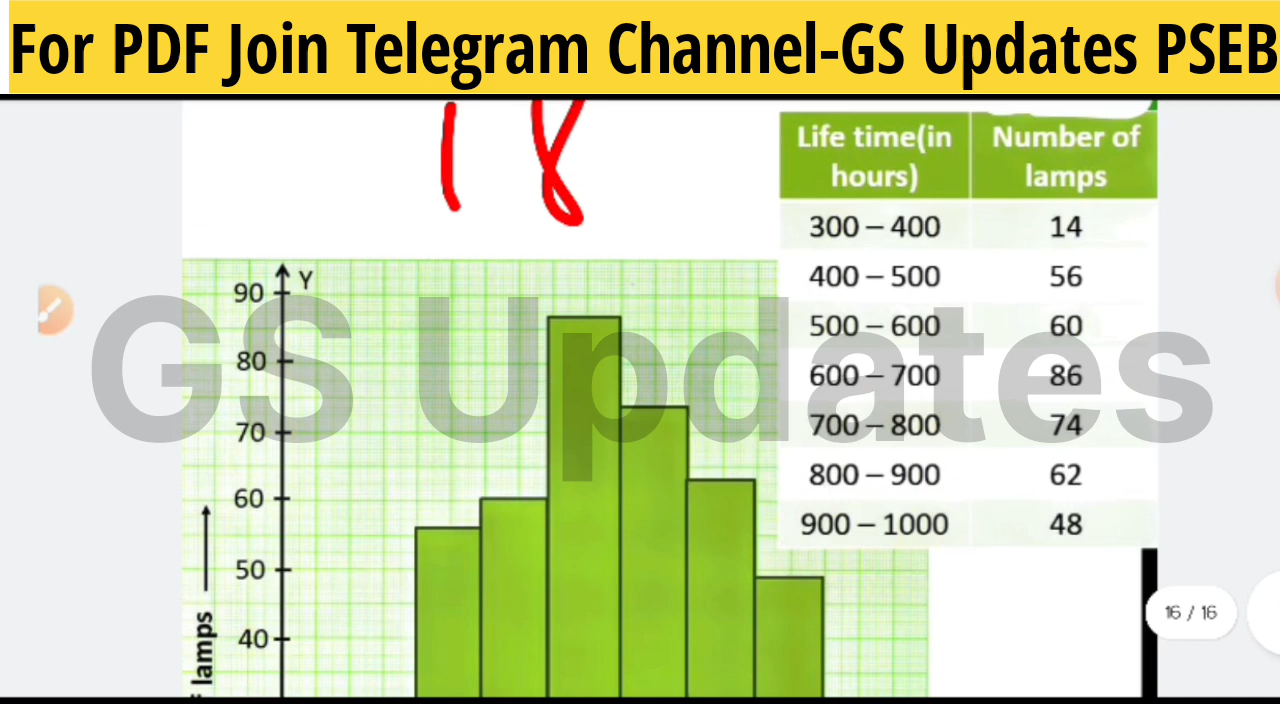 For PDF Join Telegram Channel-GS Updates PSEB
18
Life time(in hours) Number of lamps
300 – 400 14
400 – 500 56
500 – 600 60
600 – 700 86
700 – 800 74
800 – 900 62
900 – 1000 48
Y
90
80
70
60
50
40
lamps
GS Updates
16 / 16